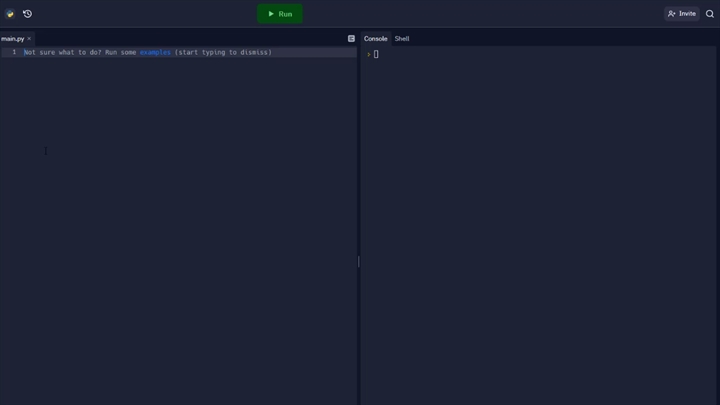 Run
Invite
main.py ×
Console Shell
1 Not sure what to do? Run some examples (start typing to dismiss)
>